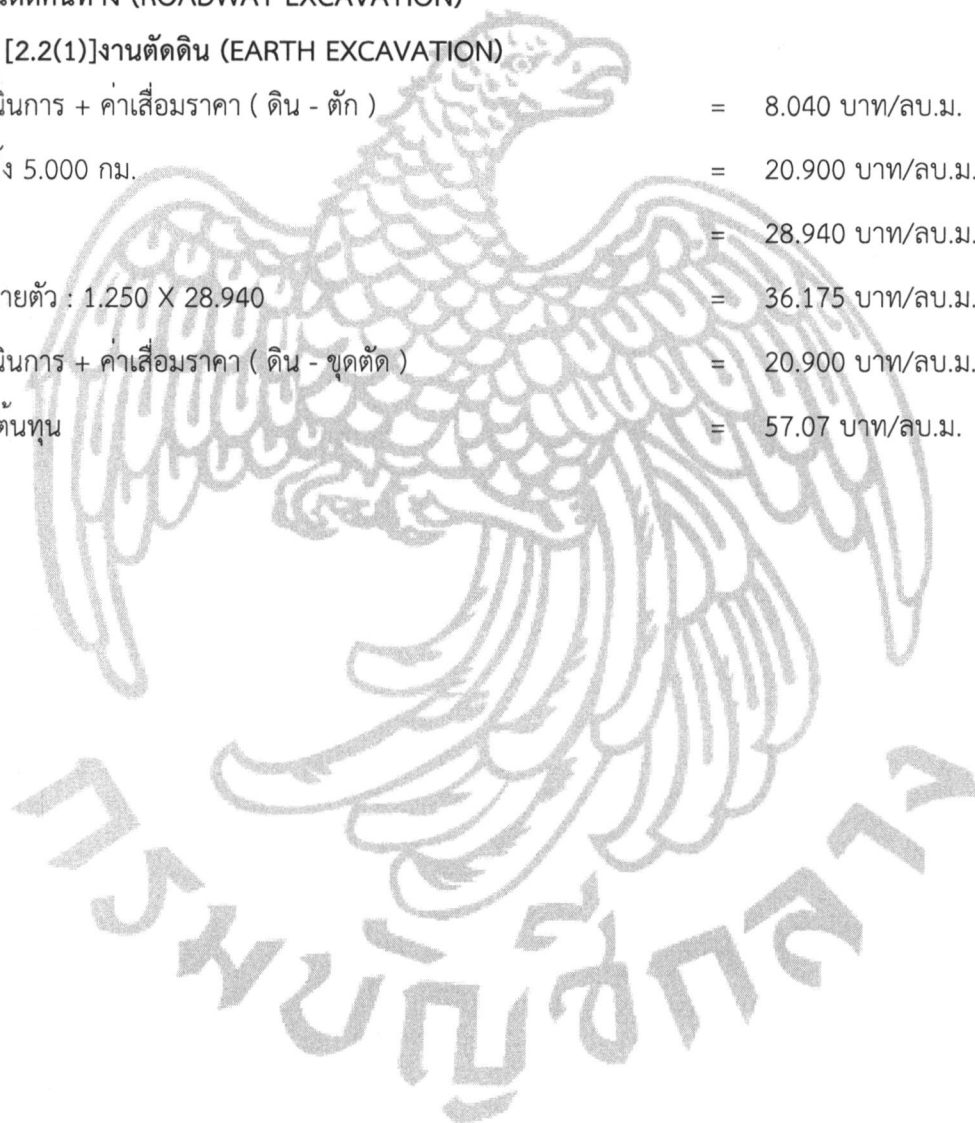 (ROADWAY EXCAVATION)
[2.2(1)]งานตัดดิน (EARTH EXCAVATION)
นินการ + ค่าเสื่อมราคา ( ดิน - ตัก ) = 8.040 บาท/ลบ.ม.
5.000 กม. = 20.900 บาท/ลบ.ม.
= 28.940 บาท/ลบ.ม.
ายตัว : 1.250 X 28.940 = 36.175 บาท/ลบ.ม.
นินการ + ค่าเสื่อมราคา ( ดิน - ขุดตัด ) = 20.900 บาท/ลบ.ม.
ต้นทุน = 57.07 บาท/ลบ.ม.
กรมบัญชีกลาง